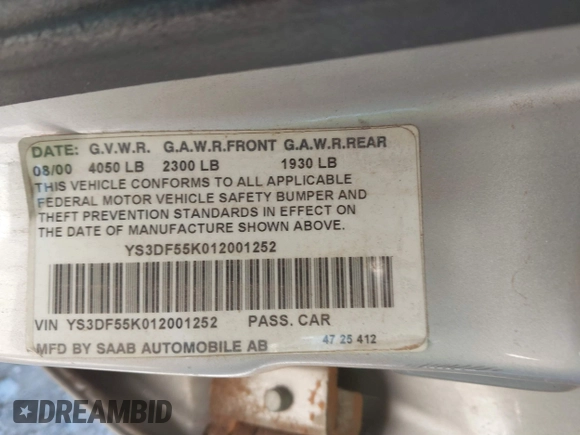 DATE: G.V.W.R. G.A.W.R.FRONT G.A.W.R.REAR
08/00 4050 LB 2300 LB 1930 LB
THIS VEHICLE CONFORMS TO ALL APPLICABLE
FEDERAL MOTOR VEHICLE SAFETY BUMPER AND
THEFT PREVENTION STANDARDS IN EFFECT ON
THE DATE OF MANUFACTURE SHOWN ABOVE.
YS3DF55K012001252
VIN YS3DF55K012001252 PASS. CAR
MFD BY SAAB AUTOMOBILE AB 47 25 412
DREAMBID